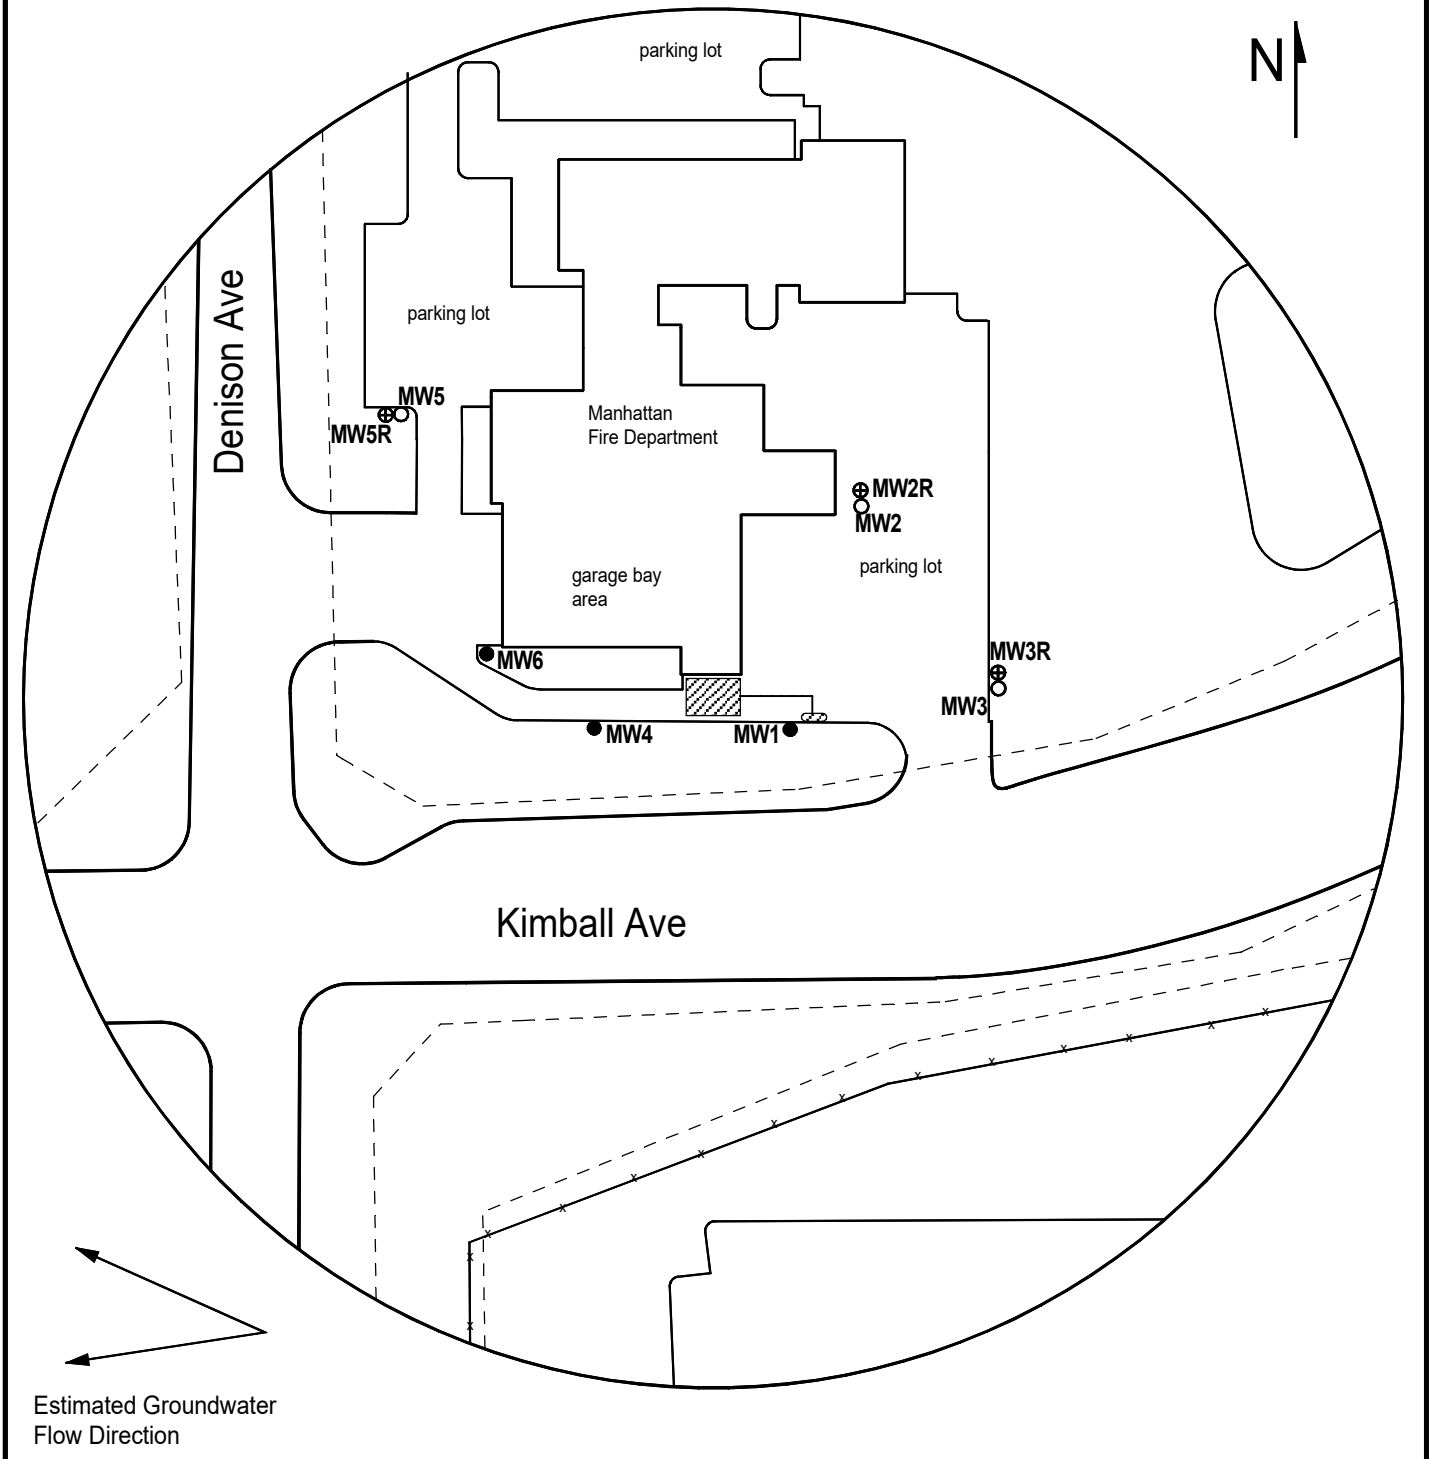 parking lot
N
Denison Ave
parking lot
MW5
MW5R
Manhattan
Fire Department
MW2R
MW2
parking lot
garage bay
area
MW6
MW3R
MW3
MW4
MW1
Kimball Ave
Estimated Groundwater
Flow Direction